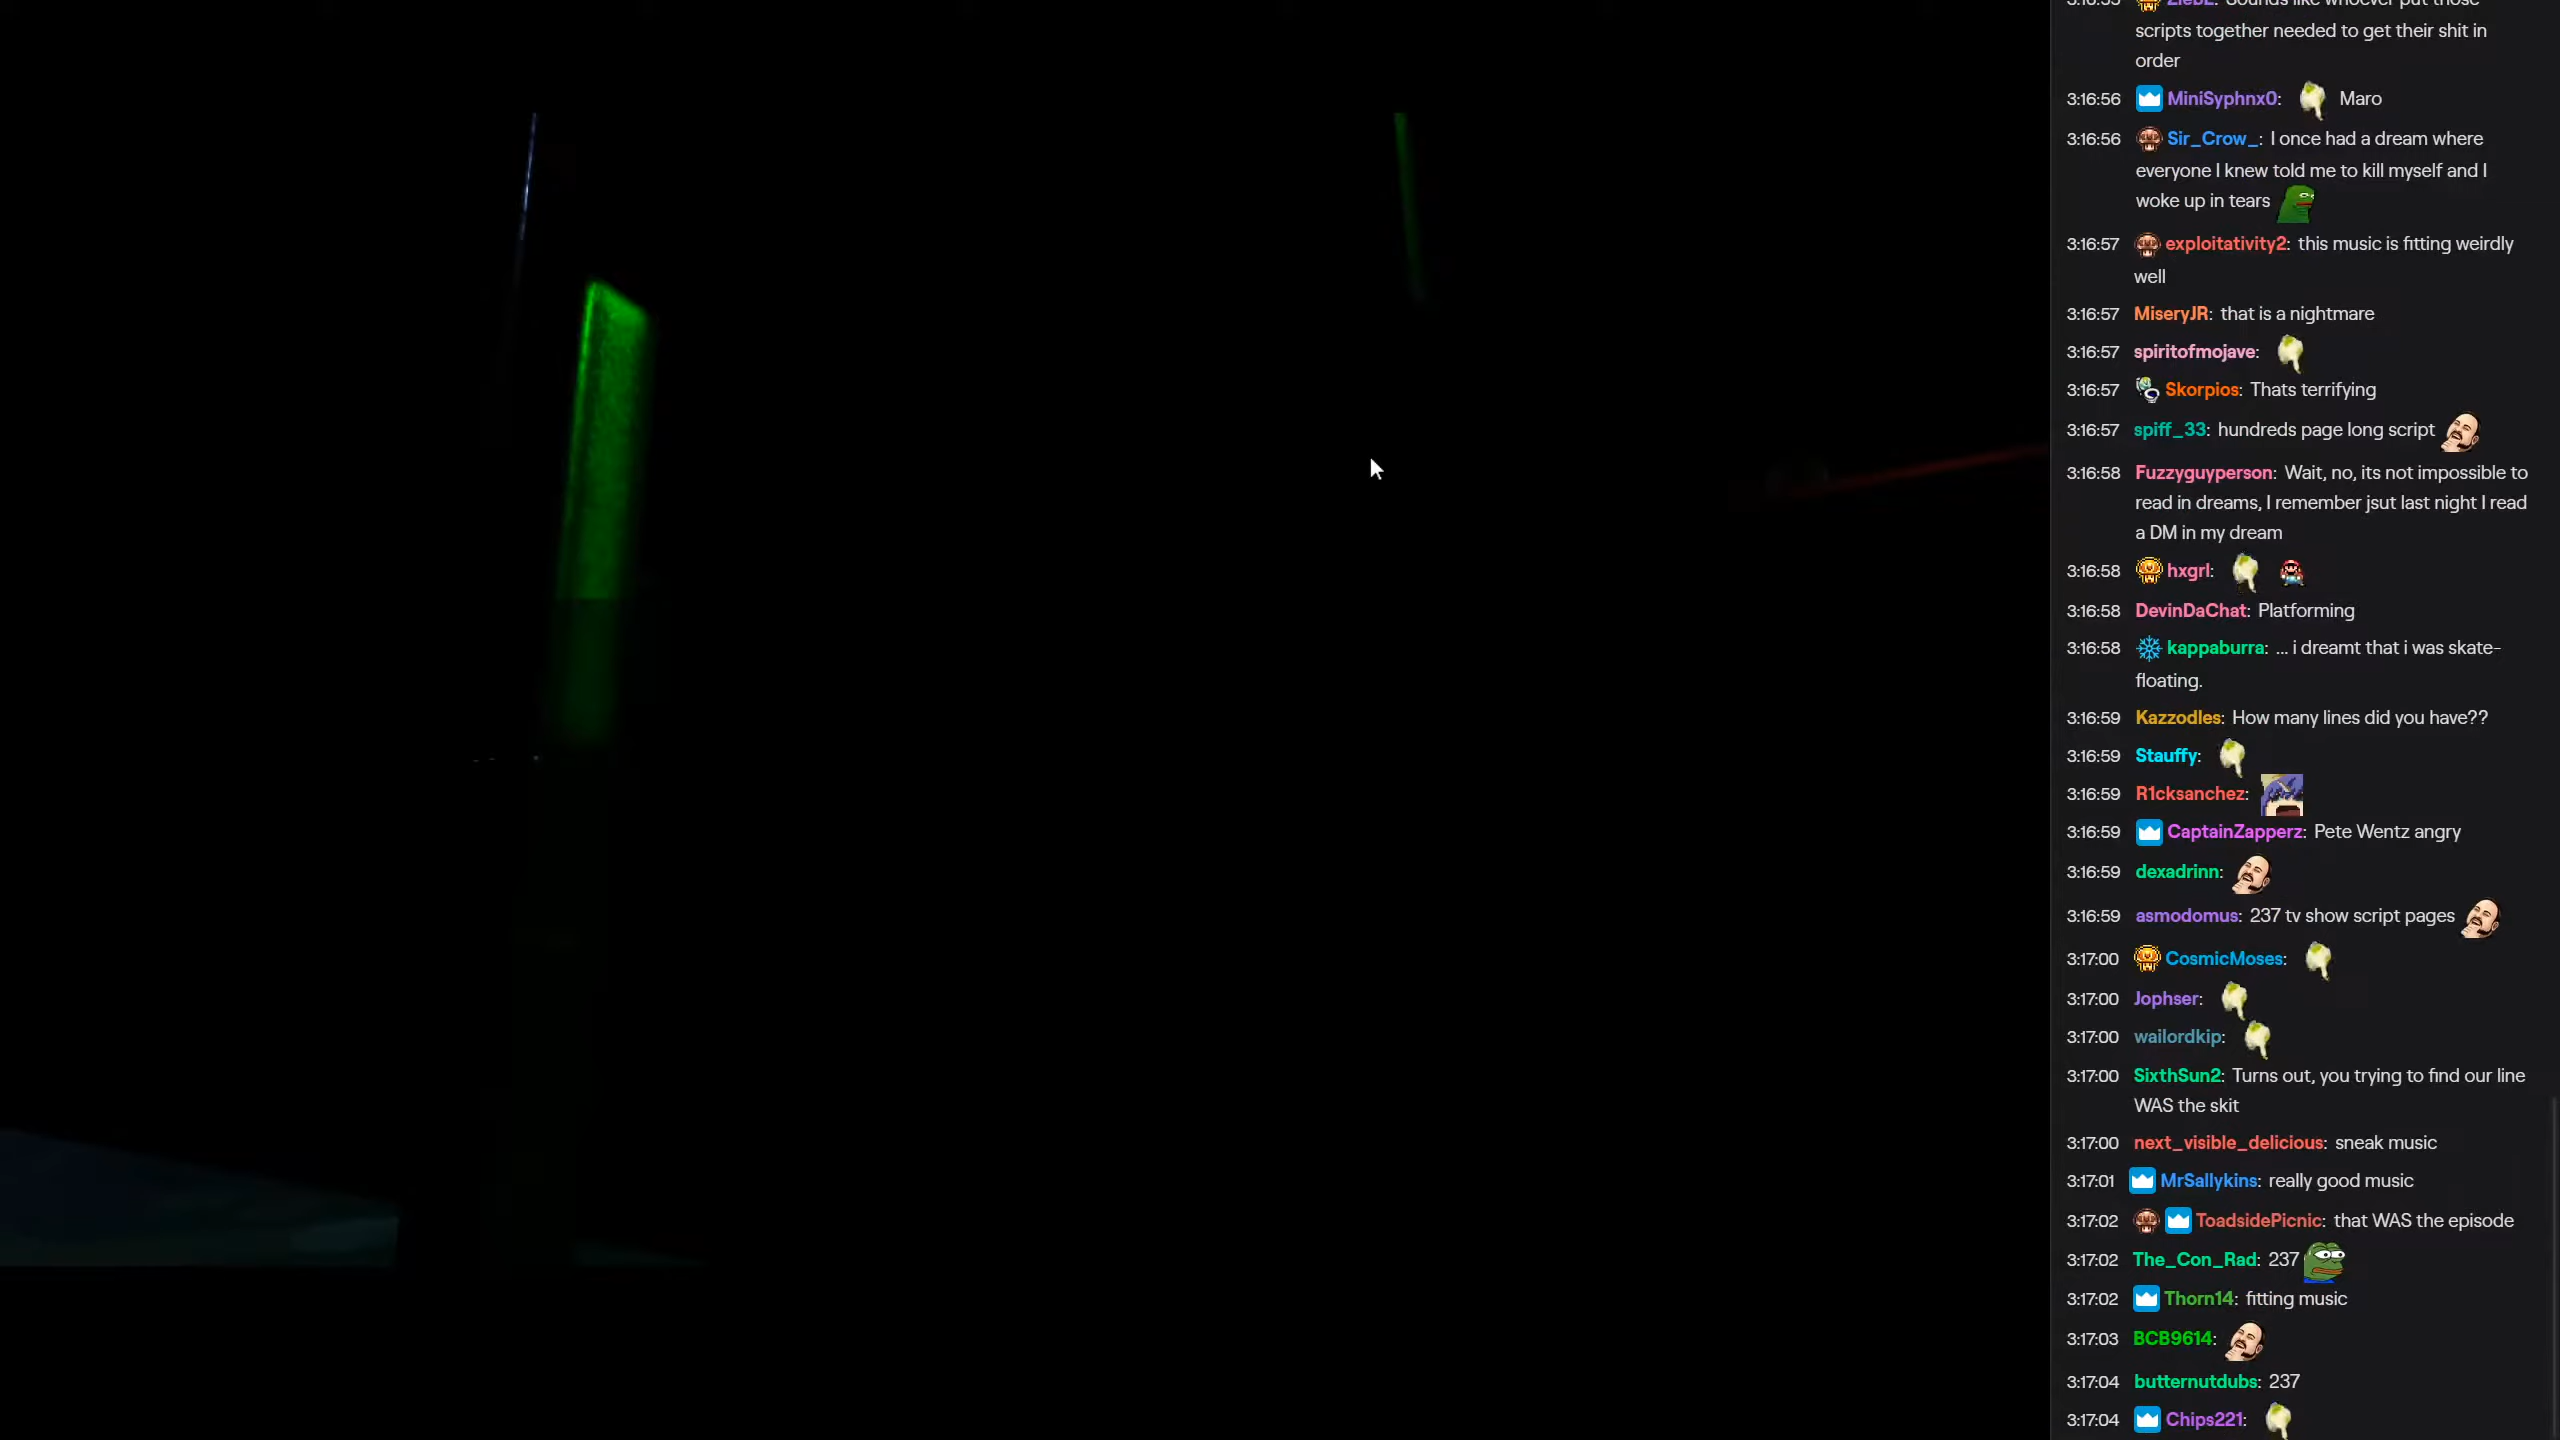 scripts together needed to get their shit in
order
3:16:56 MiniSyphnx0: Maro
3:16:56 Sir_Crow_: I once had a dream where
everyone I knew told me to kill myself and I
woke up in tears
3:16:57 exploitativity2: this music is fitting weirdly
well
3:16:57 MiseryJR: that is a nightmare
3:16:57 spiritofmojave:
3:16:57 Skorpios: Thats terrifying
3:16:57 spiff_33: hundreds page long script
3:16:58 Fuzzyguyperson: Wait, no, its not impossible to
read in dreams, I remember jsut last night I read
a DM in my dream
3:16:58 hxgrl:
3:16:58 DevinDaChat: Platforming
3:16:58 kappaburra: ... i dreamt that i was skate-
floating.
3:16:59 Kazzodles: How many lines did you have??
3:16:59 Stauffy:
3:16:59 R1cksanchez:
3:16:59 CaptainZapperz: Pete Wentz angry
3:16:59 dexadrinn:
3:16:59 asmodomus: 237 tv show script pages
3:17:00 CosmicMoses:
3:17:00 Jophser:
3:17:00 wailordkip:
3:17:00 SixthSun2: Turns out, you trying to find our line
WAS the skit
3:17:00 next_visible_delicious: sneak music
3:17:01 MrSallykins: really good music
3:17:02 ToadsidePicnic: that WAS the episode
3:17:02 The_Con_Rad: 237
3:17:02 Thorn14: fitting music
3:17:03 BCB9614:
3:17:04 butternutdubs: 237
3:17:04 Chips221: